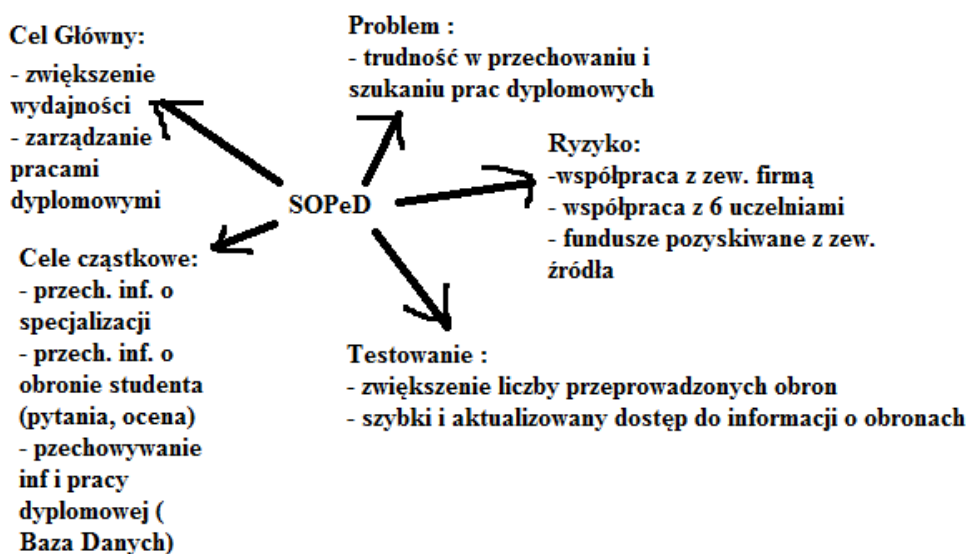 Cel Główny:
- zwiększenie
wydajności
- zarządzanie
pracami
dyplomowymi
Problem :
- trudność w przechowaniu i
szukaniu prac dyplomowych
Ryzyko:
-współpraca z zew. firmą
- współpraca z 6 uczelniami
- fundusze pozyskiwane z zew.
źródła
SOPeD
Cele cząstkowe:
- przech. inf. o
specjalizacji
- przech. inf. o
obronie studenta
(pytania, ocena)
- pzechowywanie
inf i pracy
dyplomowej (
Baza Danych)
Testowanie :
- zwiększenie liczby przeprowadzonych obron
- szybki i aktualizowany dostęp do informacji o obronach